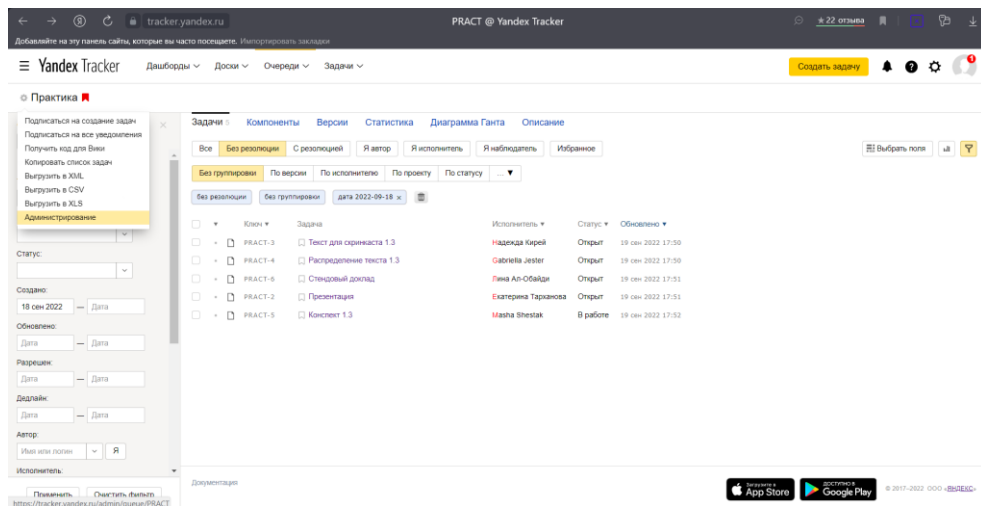 tracker.yandex.ru PRACT @ Yandex Tracker ★ 22 отзыва
Добавляйте на эту панель сайты, которые вы часто посещаете. Импортировать закладки
Yandex Tracker Дашборды Доски Очереди Задачи Создать задачу
Практика
Подписаться на создание задач
Подписаться на все уведомления
Получить код для Вики
Копировать список задач
Выгрузить в XML
Выгрузить в CSV
Выгрузить в XLS
Администрирование
Статус:
Создано:
18 сен 2022 — Дата
Обновлено:
Дата — Дата
Разрешен:
Дата — Дата
Дедлайн:
Дата — Дата
Автор:
Имя или логин Я
Исполнитель:
Применить Очистить фильтр
https://tracker.yandex.ru/admin/queue/PRACT
Задачи 5 Компоненты Версии Статистика Диаграмма Ганта Описание
Все Без резолюции С резолюцией Я автор Я исполнитель Я наблюдатель Избранное Выбрать поля
Без группировки По версии По исполнителю По проекту По статусу ... ▼
без резолюции без группировки дата 2022-09-18 x
Ключ ▼ Задача Исполнитель ▼ Статус ▼ Обновлено ▼
PRACT-3 Текст для скринкаста 1.3 Надежда Кирей Открыт 19 сен 2022 17:50
PRACT-4 Распределение текста 1.3 Gabriella Jester Открыт 19 сен 2022 17:50
PRACT-6 Стендовый доклад Лина Ал-Обайди Открыт 19 сен 2022 17:51
PRACT-2 Презентация Екатерина Тарханова Открыт 19 сен 2022 17:51
PRACT-5 Конспект 1.3 Masha Shestak В работе 19 сен 2022 17:52
Документация
Загрузите в App Store ДОСТУПНО В Google Play © 2017–2022 ООО «ЯНДЕКС»